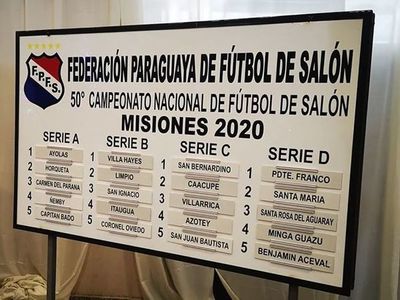 F.P.F.S.
FEDERACIÓN PARAGUAYA DE FÚTBOL DE SALÓN
50° CAMPEONATO NACIONAL DE FÚTBOL DE SALÓN
MISIONES 2020
SERIE A
1 AYOLAS
2 HORQUETA
3 CARMEN DEL PARANA
4 ÑEMBY
5 CAPITAN BADO
SERIE B
1 VILLA HAYES
2 LIMPIO
3 SAN IGNACIO
4 ITAUGUA
5 CORONEL OVIEDO
SERIE C
1 SAN BERNARDINO
2 CAACUPE
3 VILLARRICA
4 AZOTEY
5 SAN JUAN BAUTISTA
SERIE D
1 PDTE. FRANCO
2 SANTA MARIA
3 SANTA ROSA DEL AGUARAY
4 MINGA GUAZU
5 BENJAMIN ACEVAL